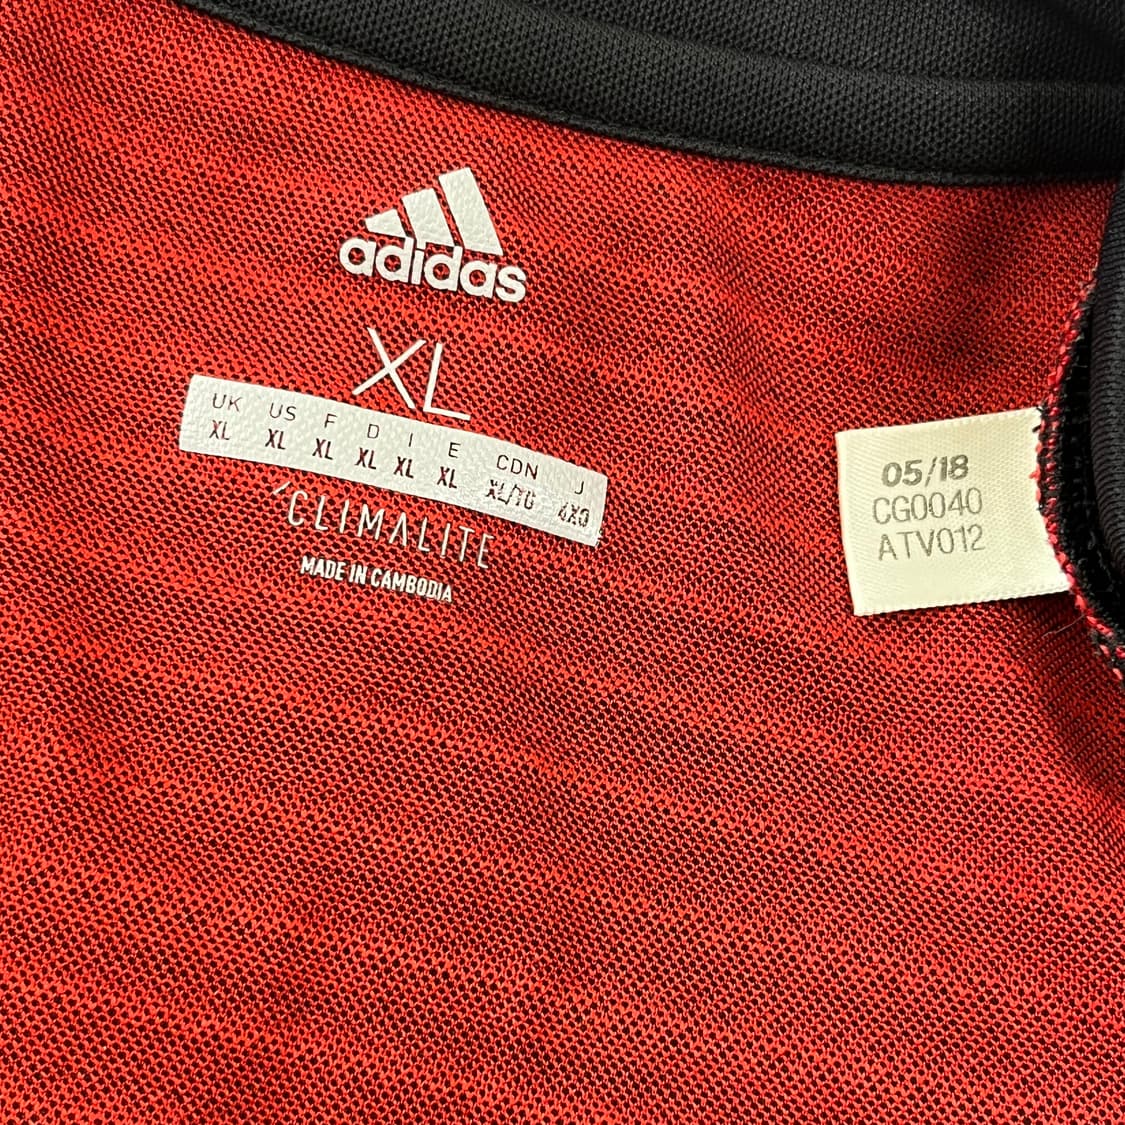 adidas
XL
UK US F D I E CDN J
XL XL XL XL XL XL XL/TG
CLIMALITE
MADE IN CAMBODIA
05/18
CG0040
ATV012